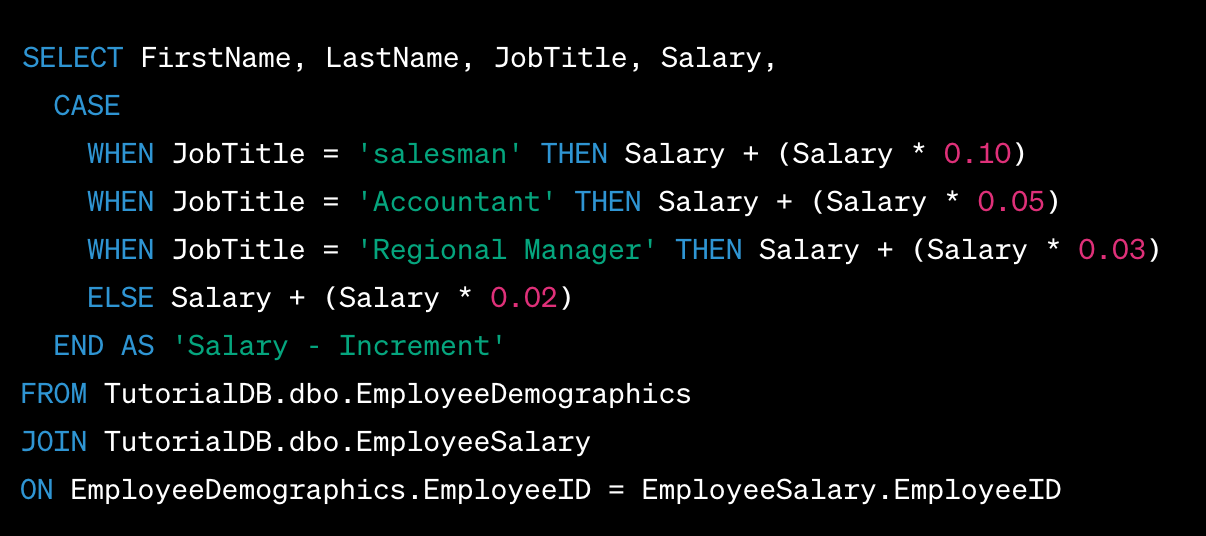 SELECT FirstName, LastName, JobTitle, Salary,
  CASE
    WHEN JobTitle = 'salesman' THEN Salary + (Salary * 0.10)
    WHEN JobTitle = 'Accountant' THEN Salary + (Salary * 0.05)
    WHEN JobTitle = 'Regional Manager' THEN Salary + (Salary * 0.03)
    ELSE Salary + (Salary * 0.02)
  END AS 'Salary - Increment'
FROM TutorialDB.dbo.EmployeeDemographics
JOIN TutorialDB.dbo.EmployeeSalary
ON EmployeeDemographics.EmployeeID = EmployeeSalary.EmployeeID